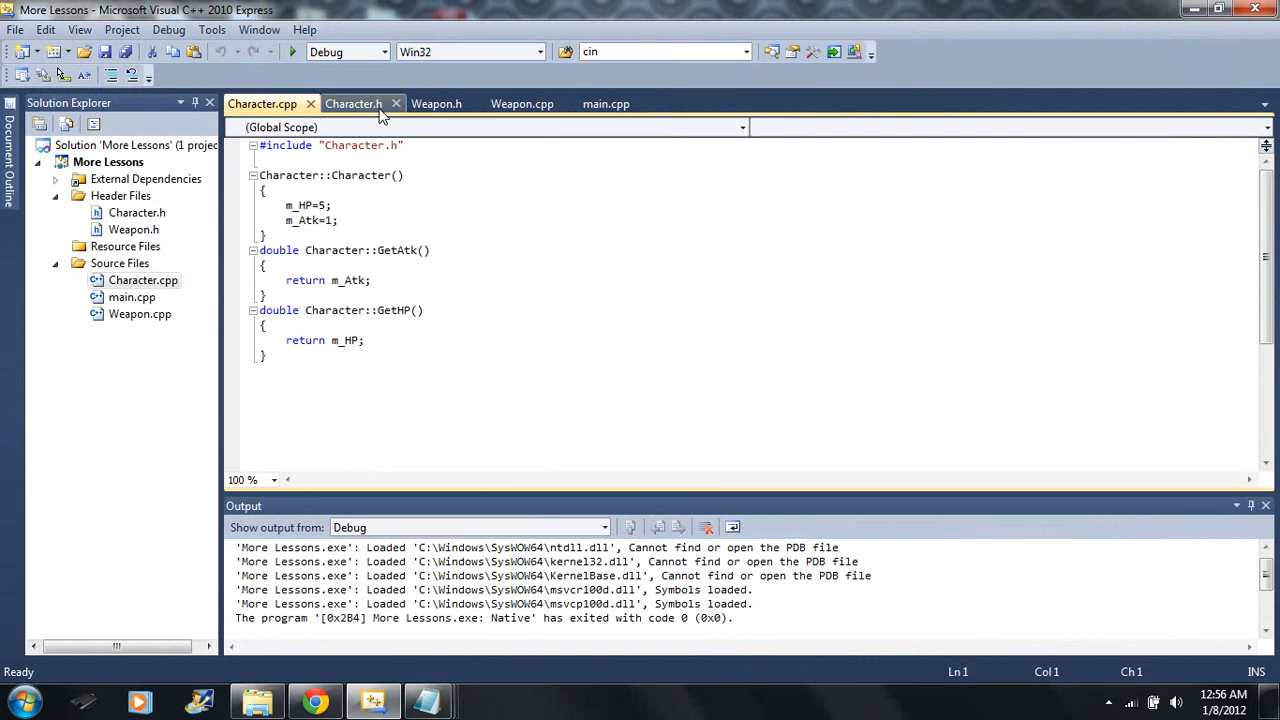 More Lessons - Microsoft Visual C++ 2010 Express
File Edit View Project Debug Tools Window Help
Debug Win32 cin
Solution Explorer
Character.cpp Character.h Weapon.h Weapon.cpp main.cpp
(Global Scope)
Document Outline
Solution 'More Lessons' (1 projec
More Lessons
External Dependencies
Header Files
Character.h
Weapon.h
Resource Files
Source Files
Character.cpp
main.cpp
Weapon.cpp
#include "Character.h"
Character::Character()
{
m_HP=5;
m_Atk=1;
}
double Character::GetAtk()
{
return m_Atk;
}
double Character::GetHP()
{
return m_HP;
}
100 %
Output
Show output from: Debug
'More Lessons.exe': Loaded 'C:\Windows\SysWOW64\ntdll.dll', Cannot find or open the PDB file
'More Lessons.exe': Loaded 'C:\Windows\SysWOW64\kernel32.dll', Cannot find or open the PDB file
'More Lessons.exe': Loaded 'C:\Windows\SysWOW64\KernelBase.dll', Cannot find or open the PDB file
'More Lessons.exe': Loaded 'C:\Windows\SysWOW64\msvcr100d.dll', Symbols loaded.
'More Lessons.exe': Loaded 'C:\Windows\SysWOW64\msvcp100d.dll', Symbols loaded.
The program '[0x2B4] More Lessons.exe: Native' has exited with code 0 (0x0).
Ready Ln 1 Col 1 Ch 1 INS
12:56 AM
1/8/2012